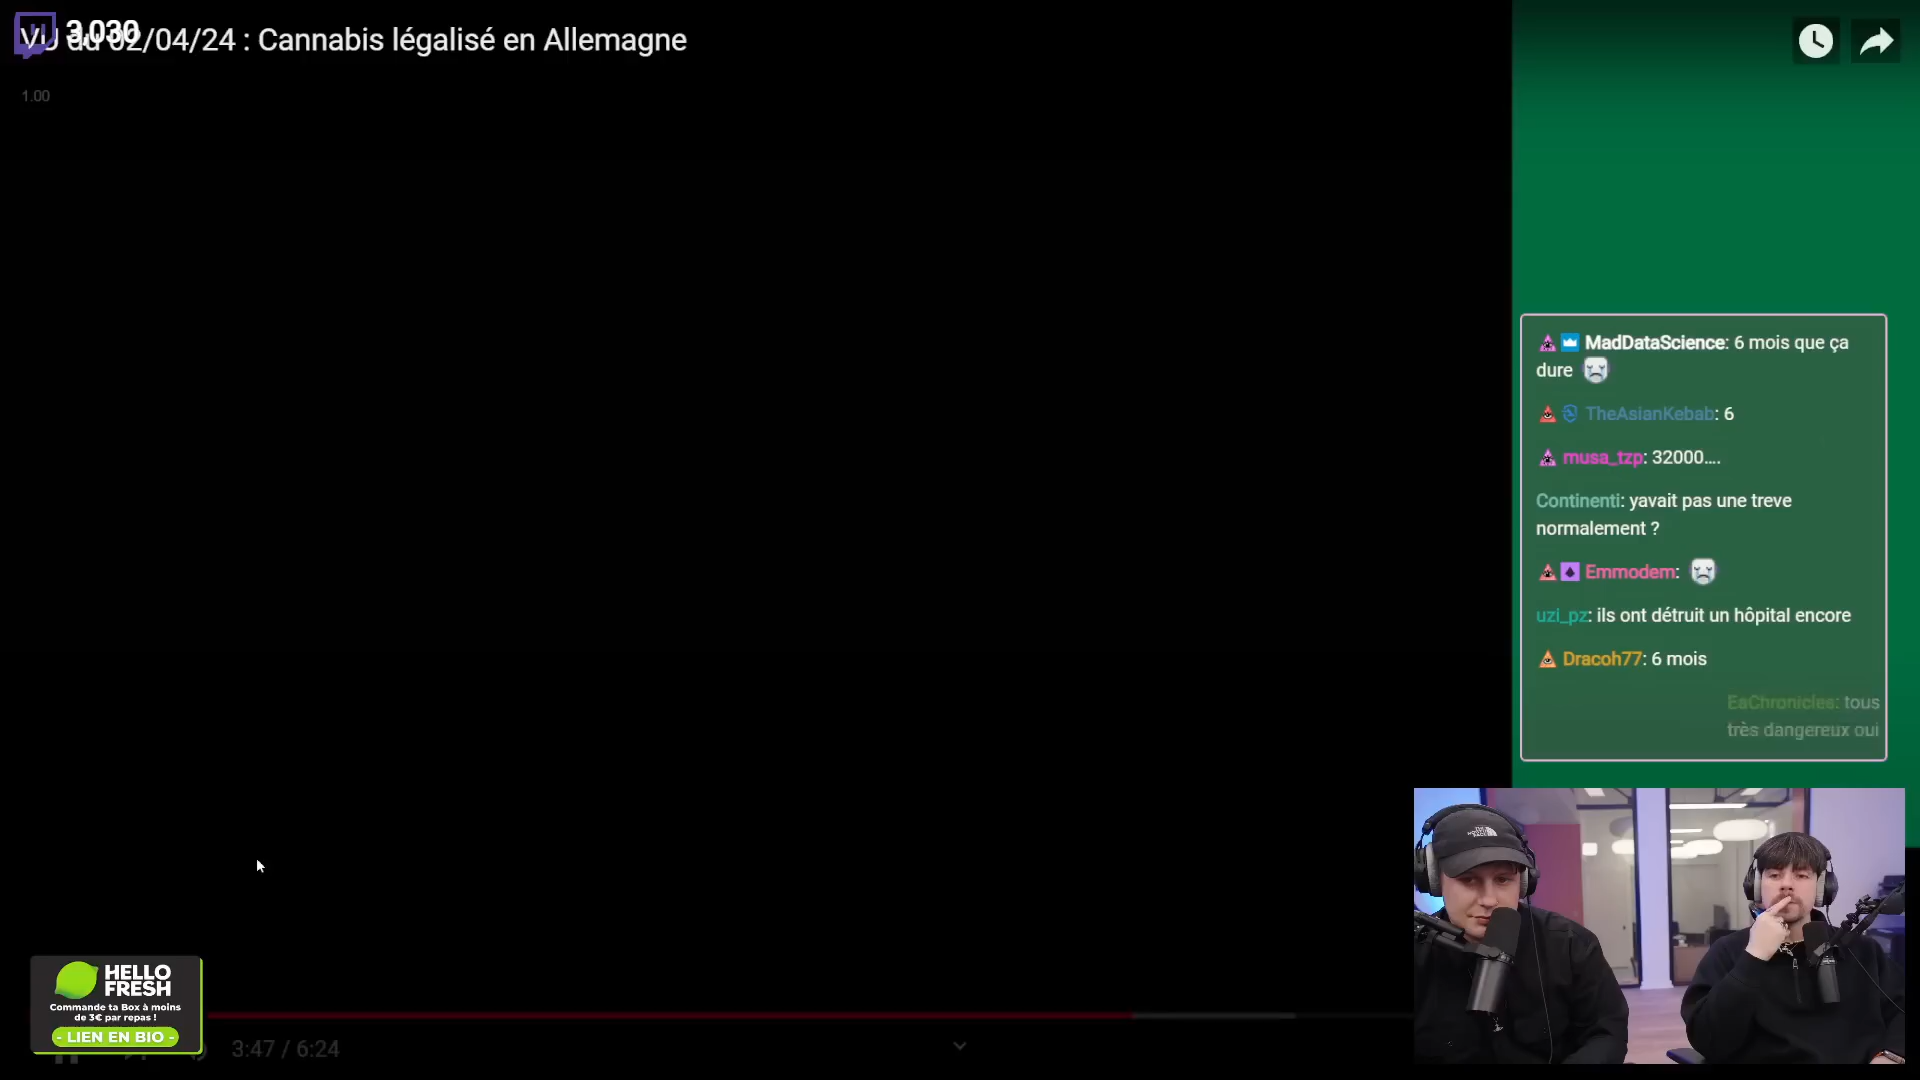 3,030
VU du 02/04/24 : Cannabis légalisé en Allemagne
1.00
MadDataScience: 6 mois que ça
dure
TheAsianKebab: 6
musa_tzp: 32000....
Continenti: yavait pas une treve
normalement ?
Emmodem:
uzi_pz: ils ont détruit un hôpital encore
Dracoh77: 6 mois
EaChronicles: tous
très dangereux oui
HELLO
FRESH
Commande ta Box à moins
de 3€ par repas !
- LIEN EN BIO -
3:47 / 6:24